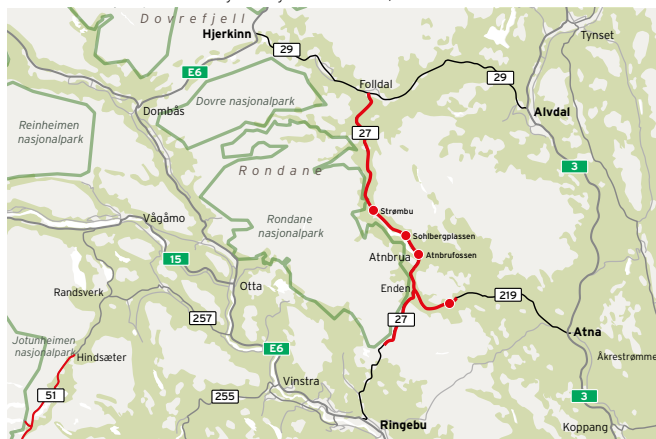 Dovrefjell
Hjerkinn
Tynset
29
E6
Folldal
29
Dovre nasjonalpark
Dombås
Alvdal
Reinheimen
nasjonalpark
27
3
Rondane
Strømbu
Rondane
nasjonalpark
Vågåmo
Sohlbergplassen
Atnbrua
Atnbrufossen
15
Otta
Enden
Randsverk
219
257
27
Atna
Jotunheimen
nasjonalpark
Hindsæter
E6
Åkrestrømme
Vinstra
51
255
3
Ringebu
Koppang